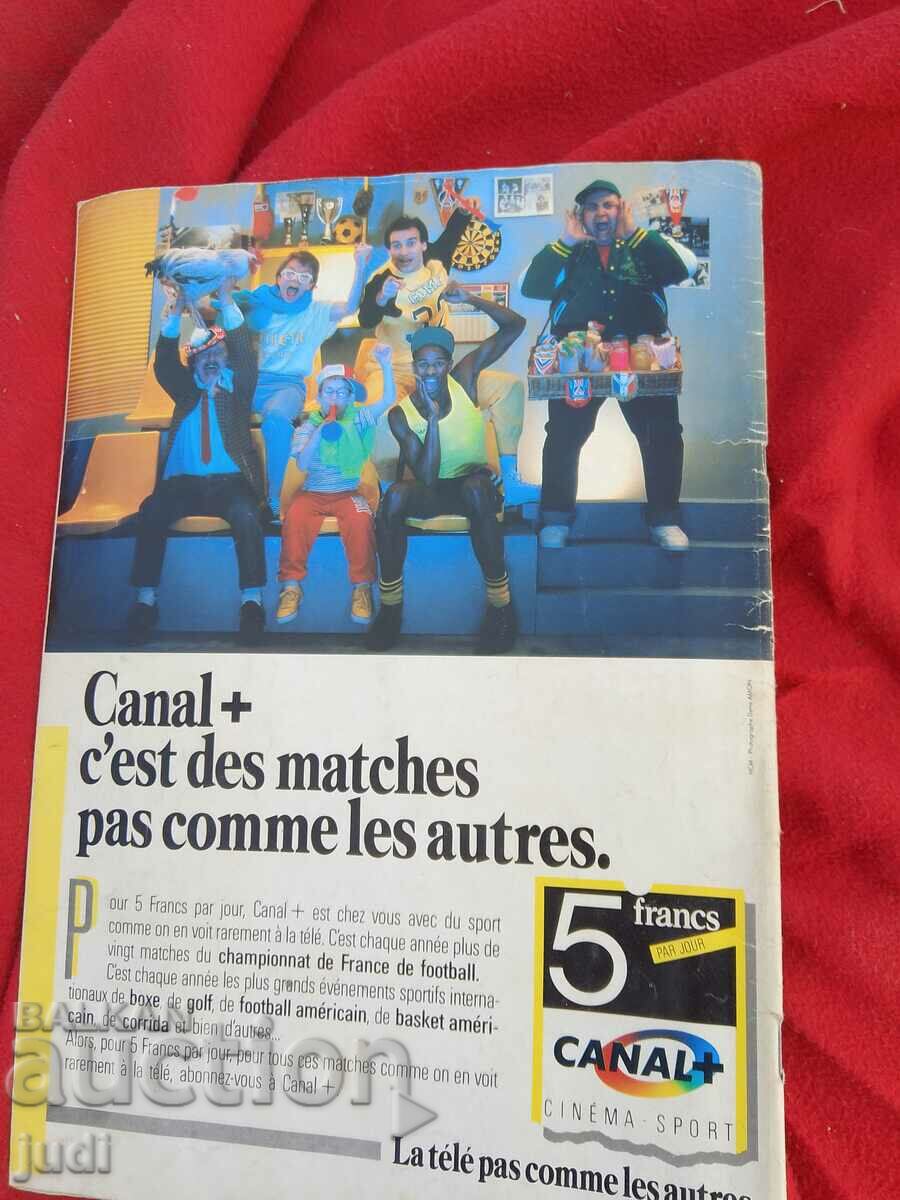 Canal+
c'est des matches
pas comme les autres.
Pour 5 Francs par jour, Canal + est chez vous avec du sport
comme on en voit rarement à la télé. C'est chaque année plus de
vingt matches du championnat de France de football.
C'est chaque année les plus grands événements sportifs interna-
tionaux de boxe, de golf, de football américain, de basket améri-
cain, de corrida et bien d'autres...
Alors, pour 5 Francs par jour, pour tous ces matches comme on en voit
rarement à la télé, abonnez-vous à Canal +
5 francs
PAR JOUR
CANAL+
CINÉMA-SPORT
La télé pas comme les autres
BALKAN
auction
judi